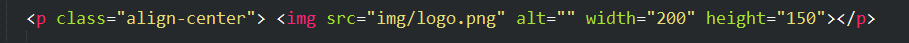 <p class="align-center"> <img src="img/logo.png" alt="" width="200" height="150"></p>